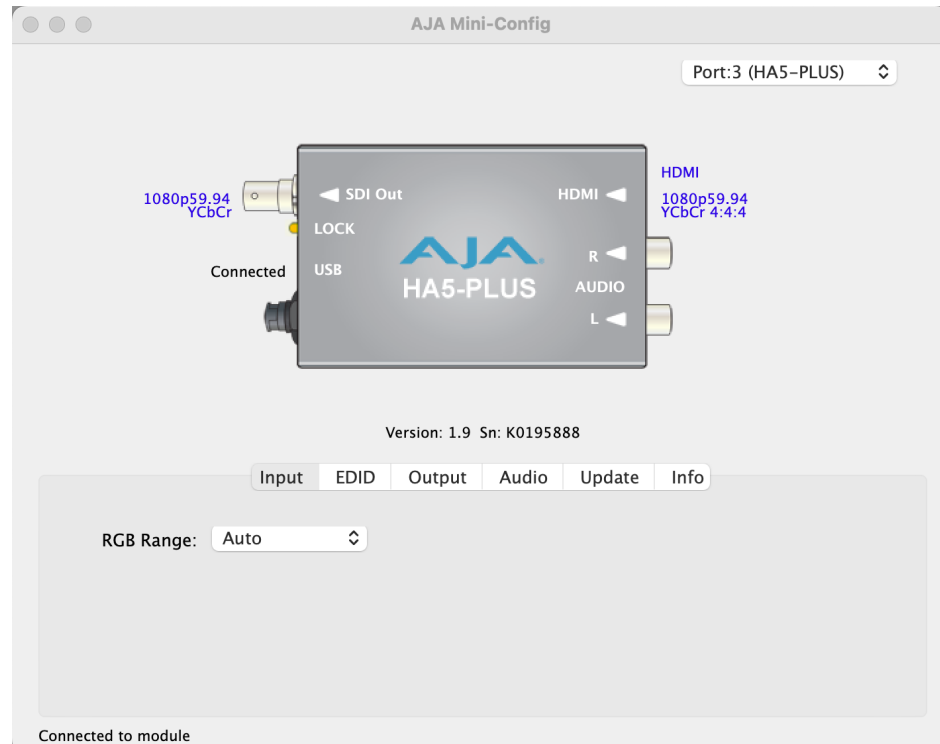 AJA Mini-Config
Port:3 (HA5-PLUS)
HDMI
1080p59.94
YCbCr
SDI Out
HDMI
1080p59.94
YCbCr 4:4:4
LOCK
Connected
USB
AJA
R
HA5-PLUS
AUDIO
L
Version: 1.9 Sn: K0195888
Input EDID Output Audio Update Info
RGB Range: Auto
Connected to module